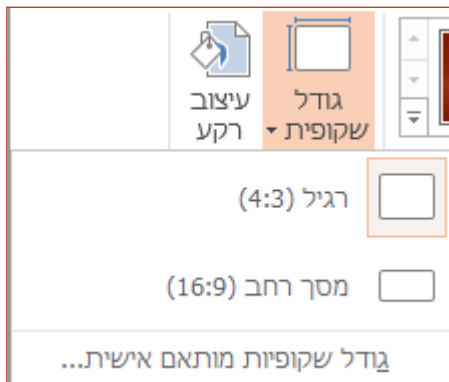 גודל
שקופית
עיצוב
רקע
רגיל (4:3)
מסך רחב (16:9)
גודל שקופיות מותאם אישית...